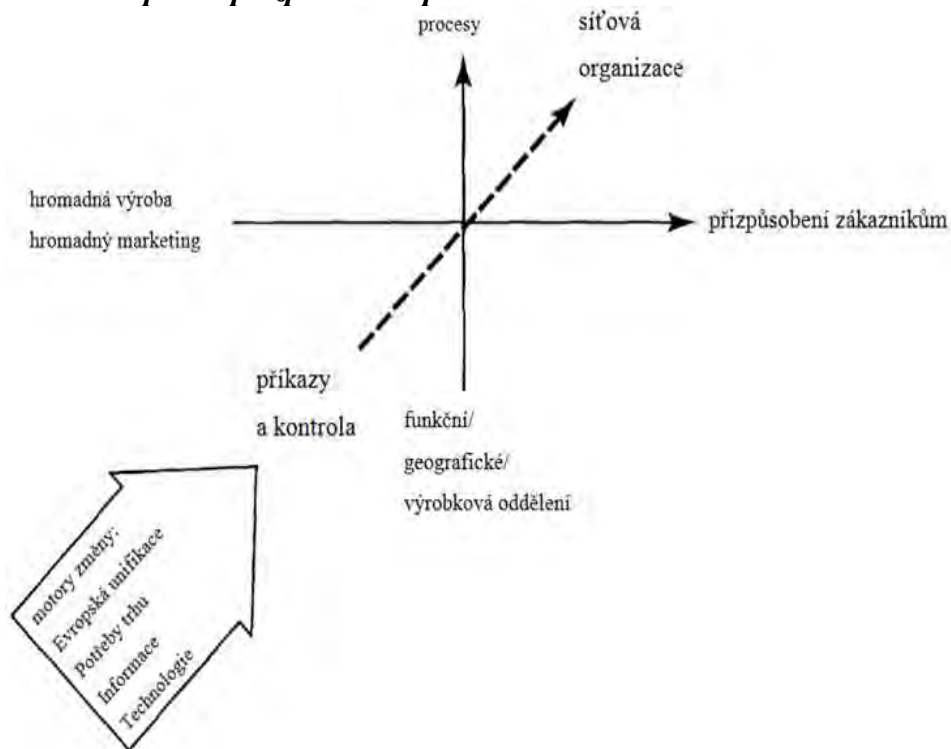 procesy
síťová
organizace
hromadná výroba
hromadný marketing
přizpůsobení zákazníkům
příkazy
a kontrola
funkční/
geografické/
výrobková oddělení
motory změny:
Evropská unifikace
Potřeby trhu
Informace
Technologie